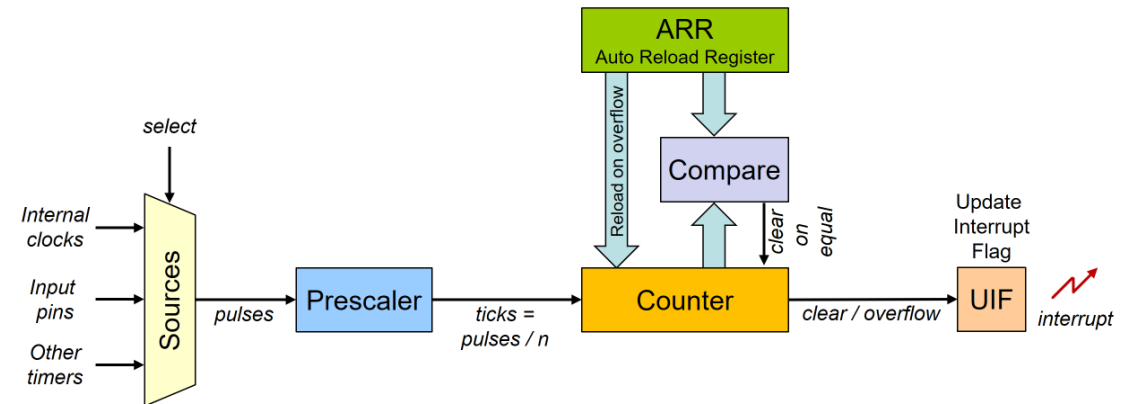 ARR
Auto Reload Register
select
Reload on overflow
Compare
Internal
clocks
clear
on
equal
Update
Interrupt
Flag
Input
pins
Sources
pulses
Prescaler
ticks =
pulses / n
Counter
clear / overflow
UIF
interrupt
Other
timers